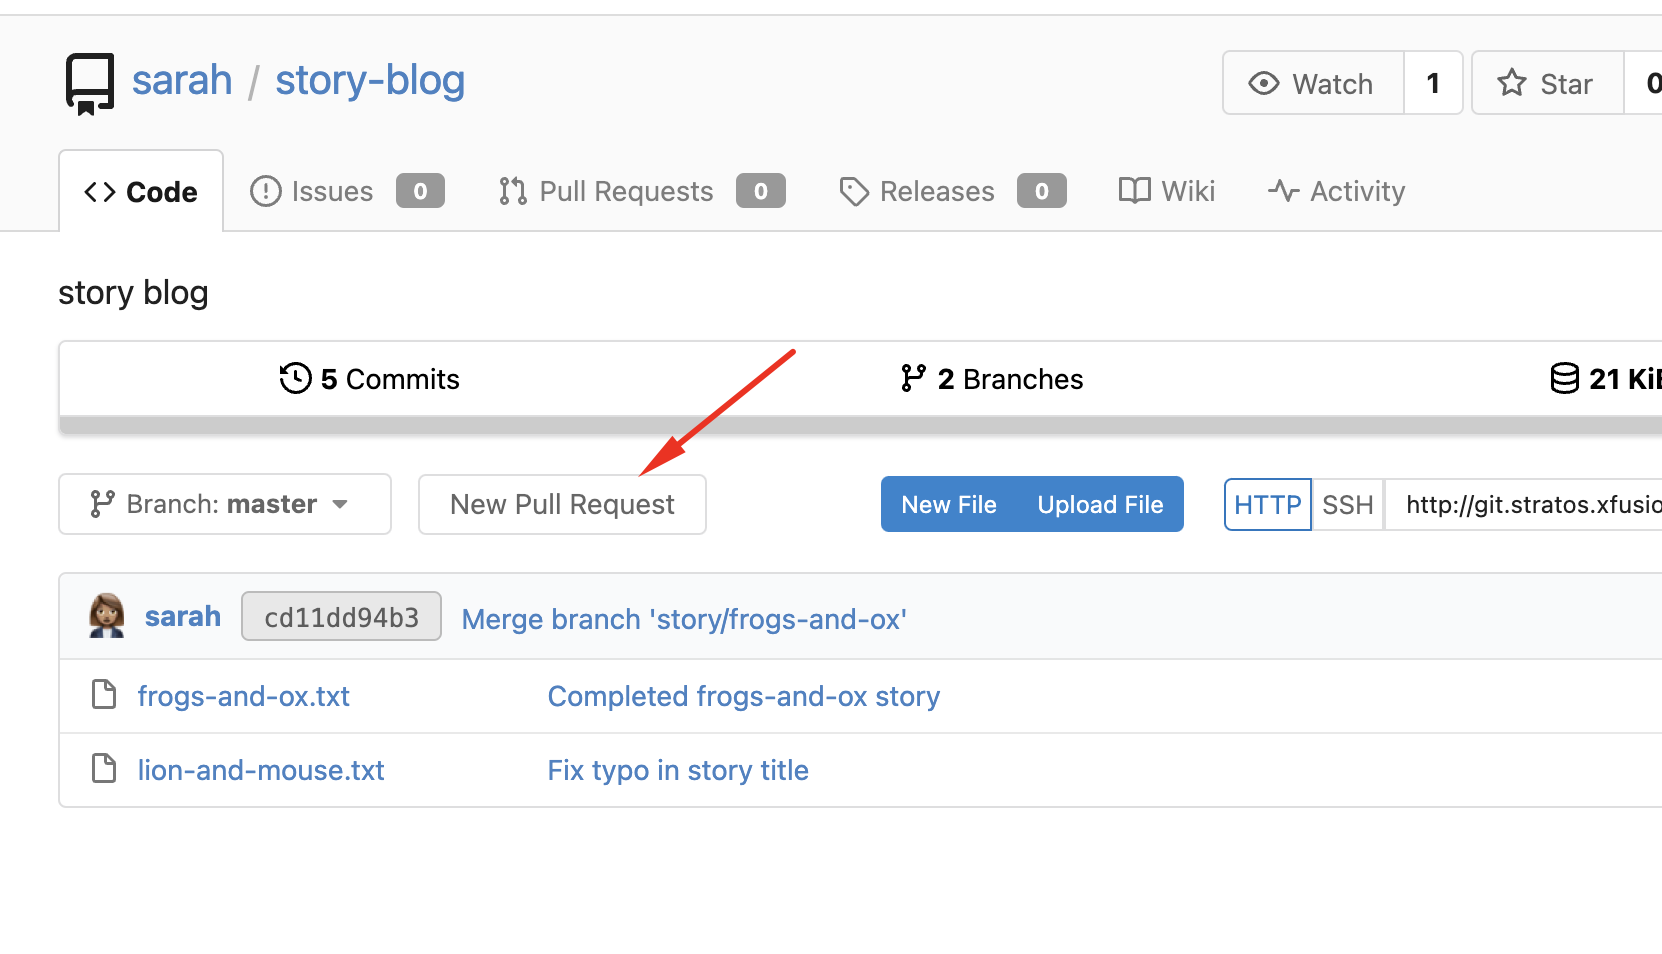 sarah / story-blog
Watch 1 Star 0
Code Issues 0 Pull Requests 0 Releases 0 Wiki Activity
story blog
5 Commits 2 Branches 21
Branch: master New Pull Request New File Upload File HTTP SSH http://git.stratos.xfusio
sarah cd11dd94b3 Merge branch 'story/frogs-and-ox'
frogs-and-ox.txt Completed frogs-and-ox story
lion-and-mouse.txt Fix typo in story title